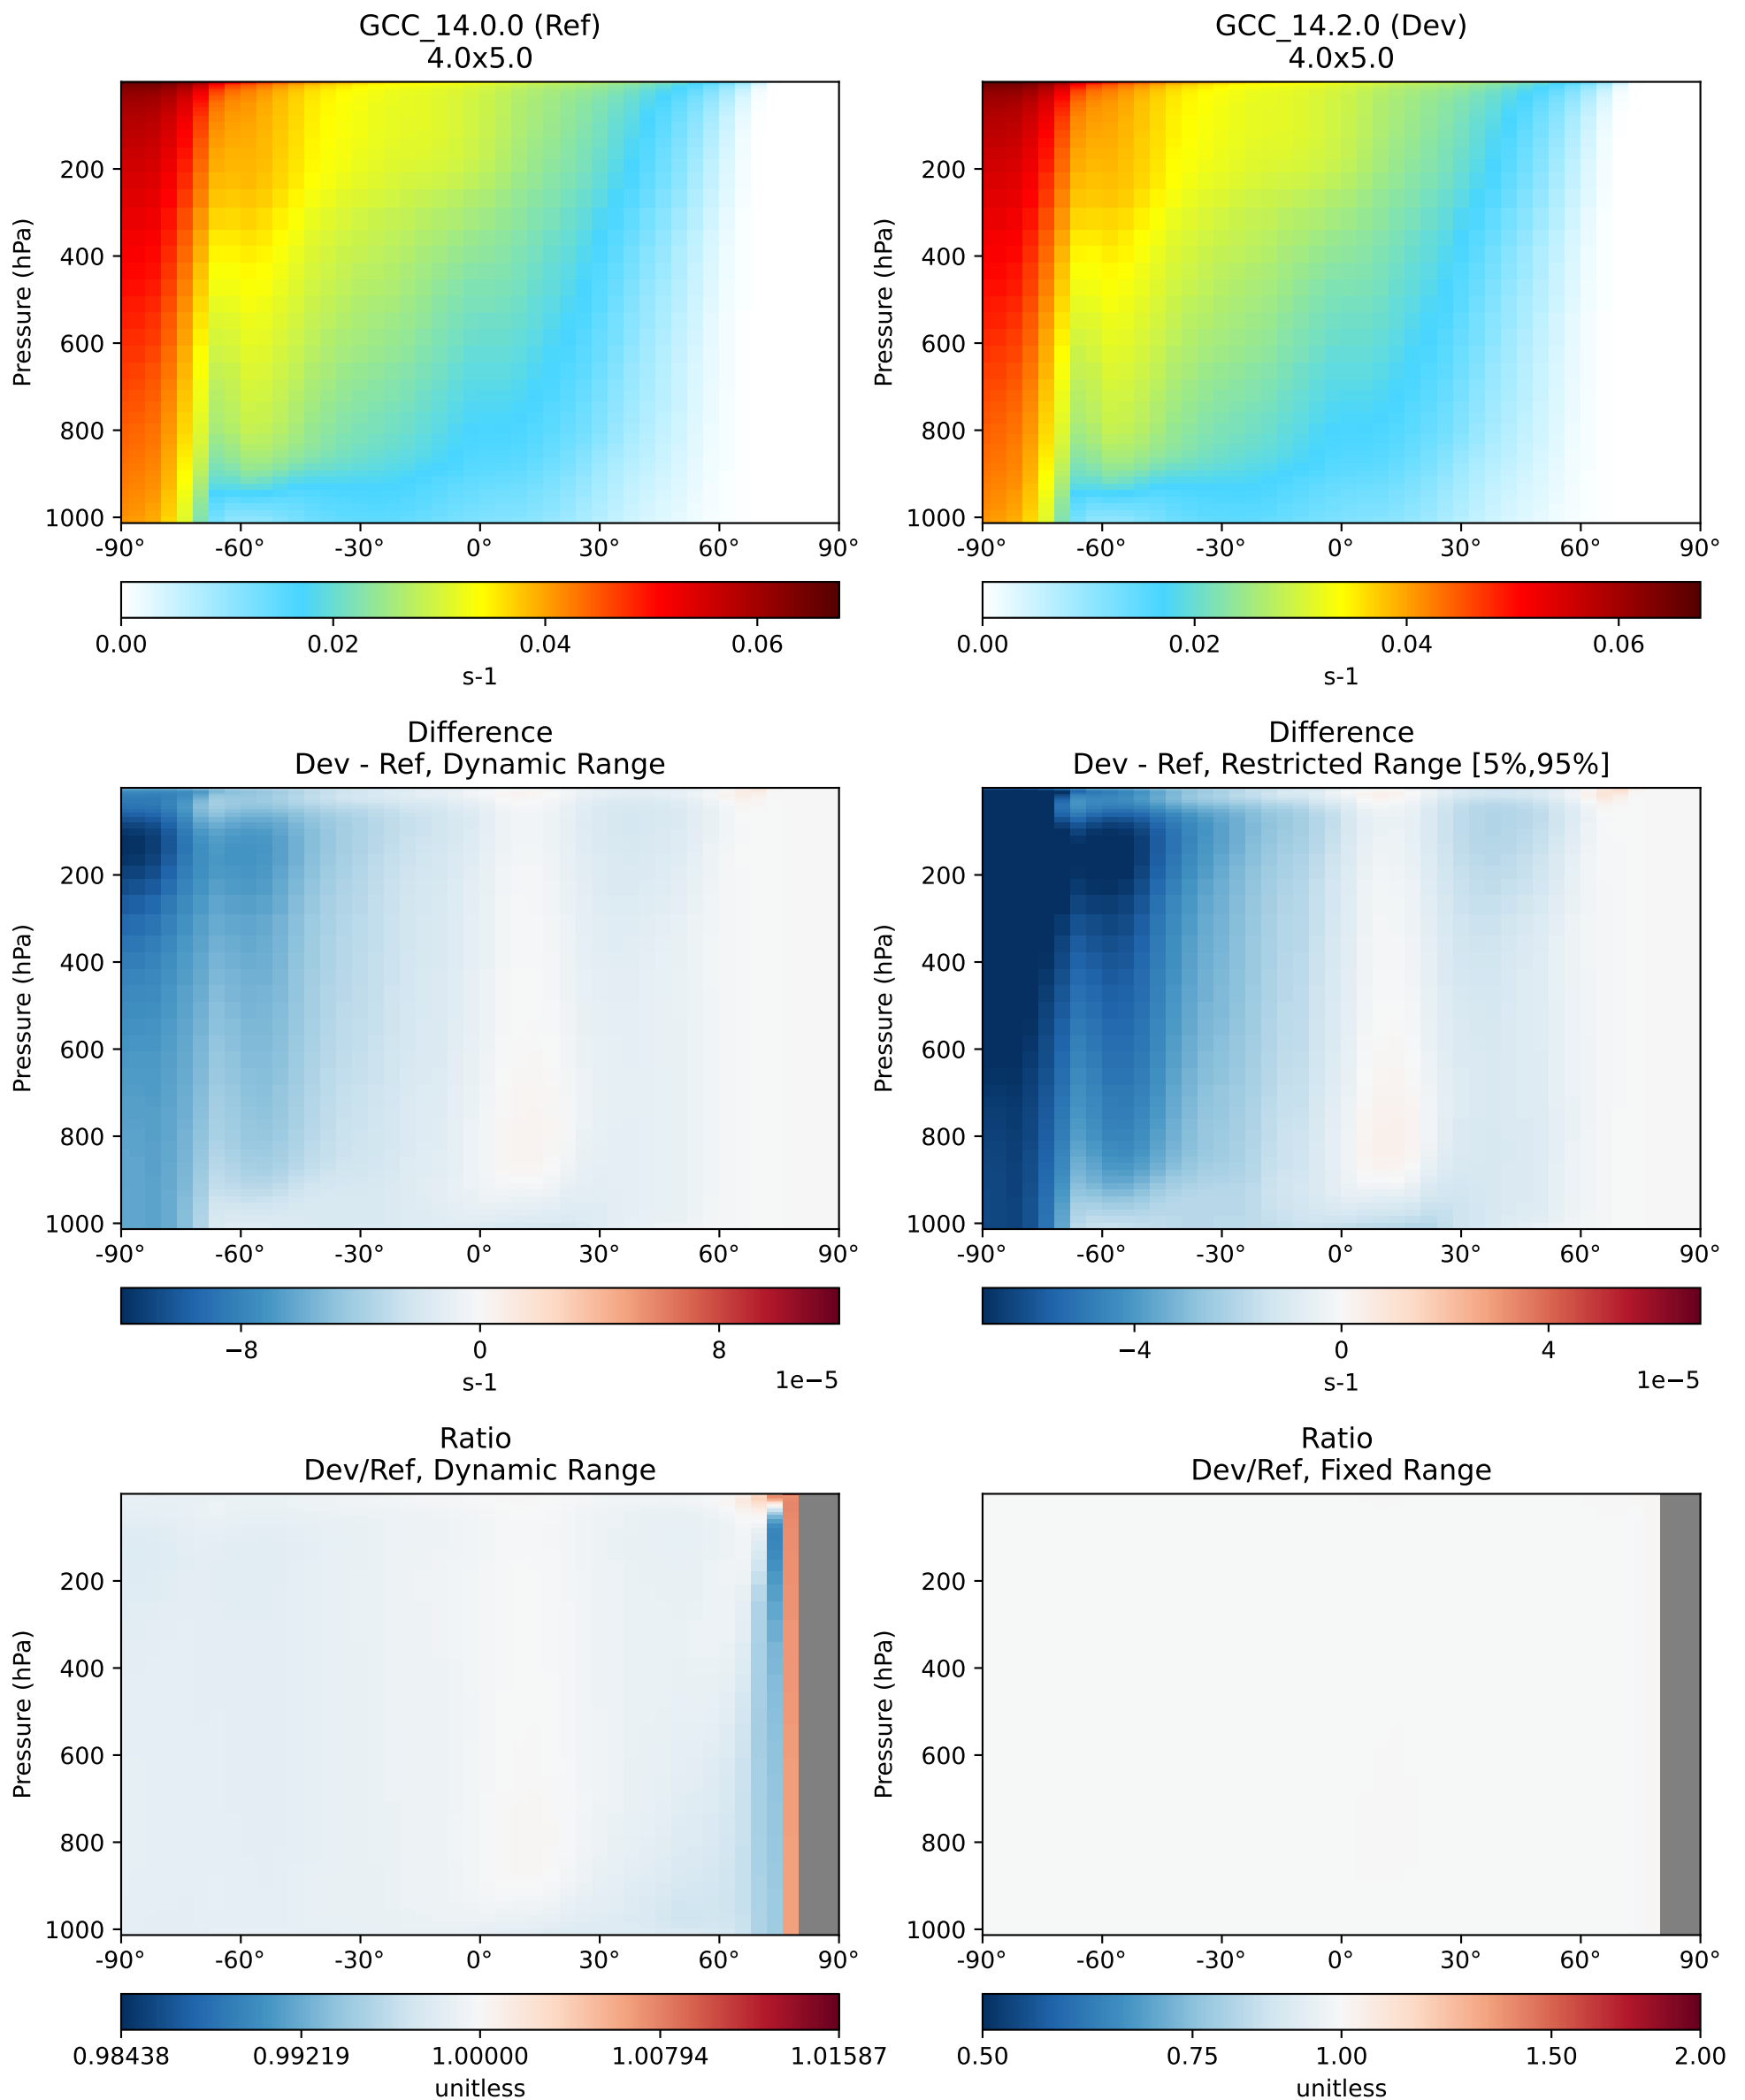 GCC_14.0.0 (Ref)
4.0x5.0
GCC_14.2.0 (Dev)
4.0x5.0
Pressure (hPa)
200
400
600
800
1000
-90° -60° -30° 0° 30° 60° 90°
0.00 0.02 0.04 0.06
s-1
Pressure (hPa)
200
400
600
800
1000
-90° -60° -30° 0° 30° 60° 90°
0.00 0.02 0.04 0.06
s-1
Difference
Dev - Ref, Dynamic Range
Pressure (hPa)
200
400
600
800
1000
-90° -60° -30° 0° 30° 60° 90°
−8 0 8
s-1 1e−5
Difference
Dev - Ref, Restricted Range [5%,95%]
Pressure (hPa)
200
400
600
800
1000
-90° -60° -30° 0° 30° 60° 90°
−4 0 4
s-1 1e−5
Ratio
Dev/Ref, Dynamic Range
Pressure (hPa)
200
400
600
800
1000
-90° -60° -30° 0° 30° 60° 90°
0.98438 0.99219 1.00000 1.00794 1.01587
unitless
Ratio
Dev/Ref, Fixed Range
Pressure (hPa)
200
400
600
800
1000
-90° -60° -30° 0° 30° 60° 90°
0.50 0.75 1.00 1.50 2.00
unitless